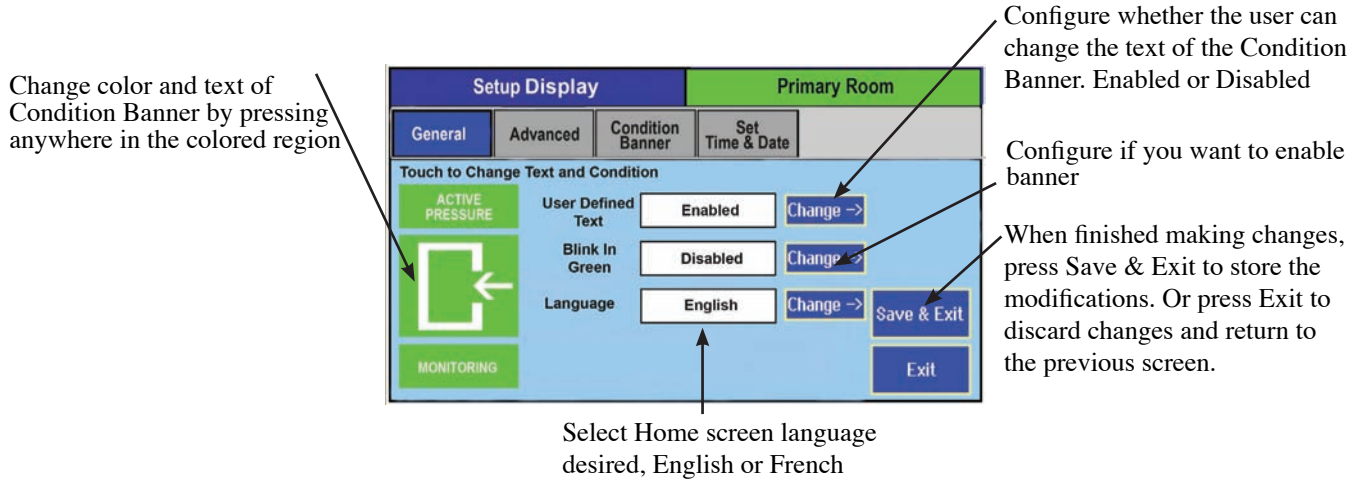 Configure whether the user can
change the text of the Condition
Banner. Enabled or Disabled
Change color and text of
Condition Banner by pressing
anywhere in the colored region
Setup Display
Primary Room
General
Advanced
Condition
Banner
Set
Time & Date
Touch to Change Text and Condition
ACTIVE
PRESSURE
User Defined
Text
Enabled
Change ->
Configure if you want to enable
banner
Blink In
Green
Disabled
Change ->
Language
English
Change ->
Save & Exit
When finished making changes,
press Save & Exit to store the
modifications. Or press Exit to
discard changes and return to
the previous screen.
MONITORING
Exit
Select Home screen language
desired, English or French